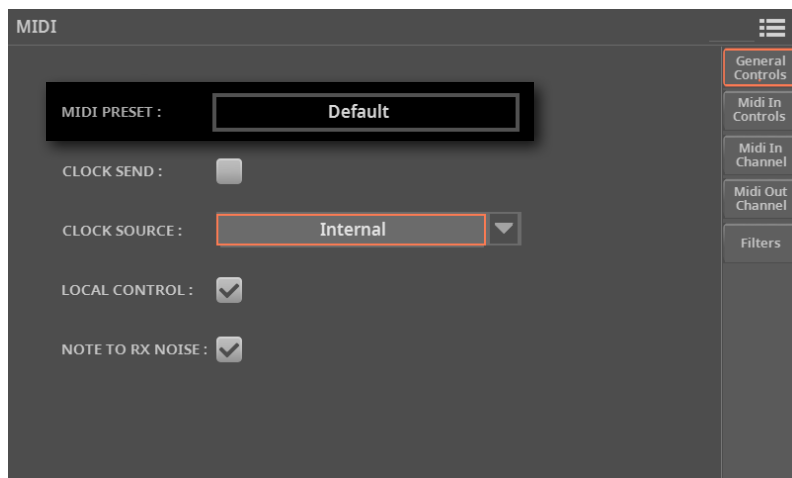 MIDI
MIDI PRESET :
Default
CLOCK SEND :
CLOCK SOURCE :
Internal
LOCAL CONTROL :
NOTE TO RX NOISE :
General
Controls
Midi In
Controls
Midi In
Channel
Midi Out
Channel
Filters